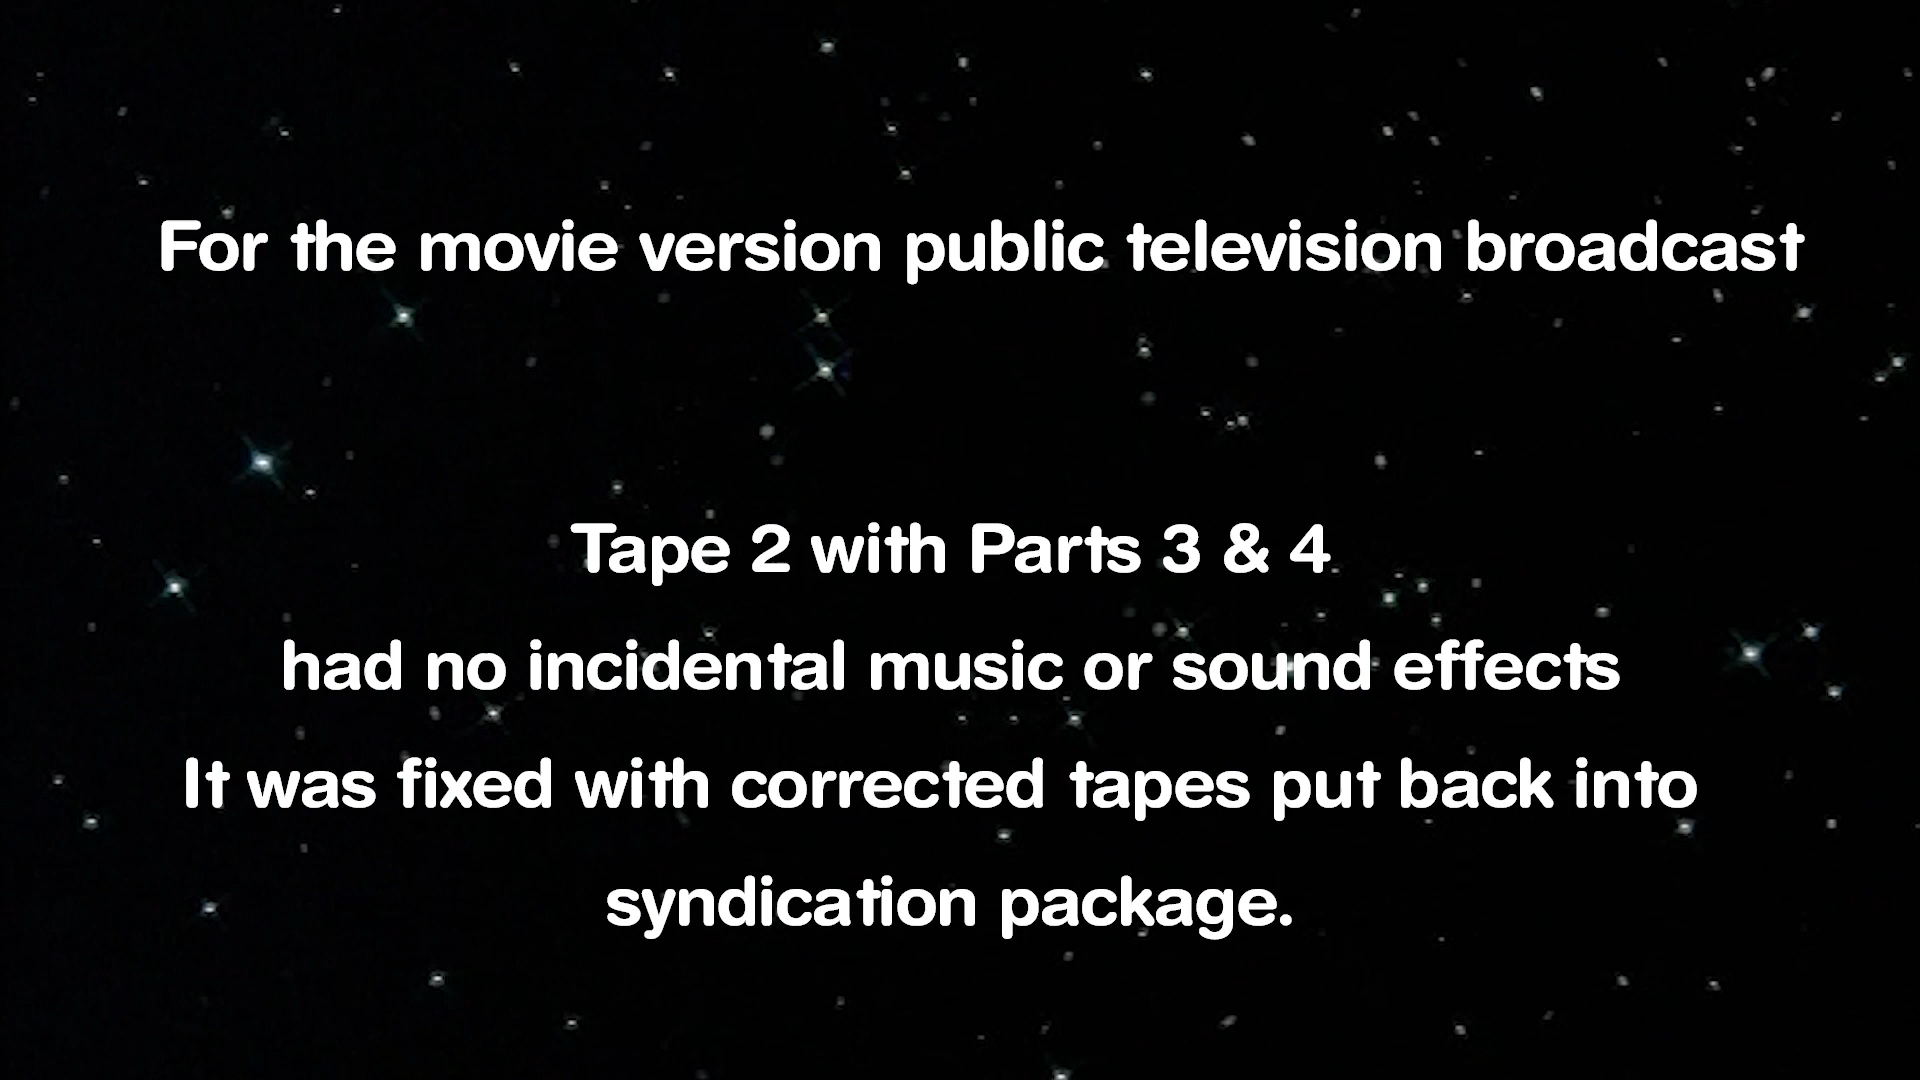 For the movie version public television broadcast
Tape 2 with Parts 3 & 4
had no incidental music or sound effects
It was fixed with corrected tapes put back into
syndication package.